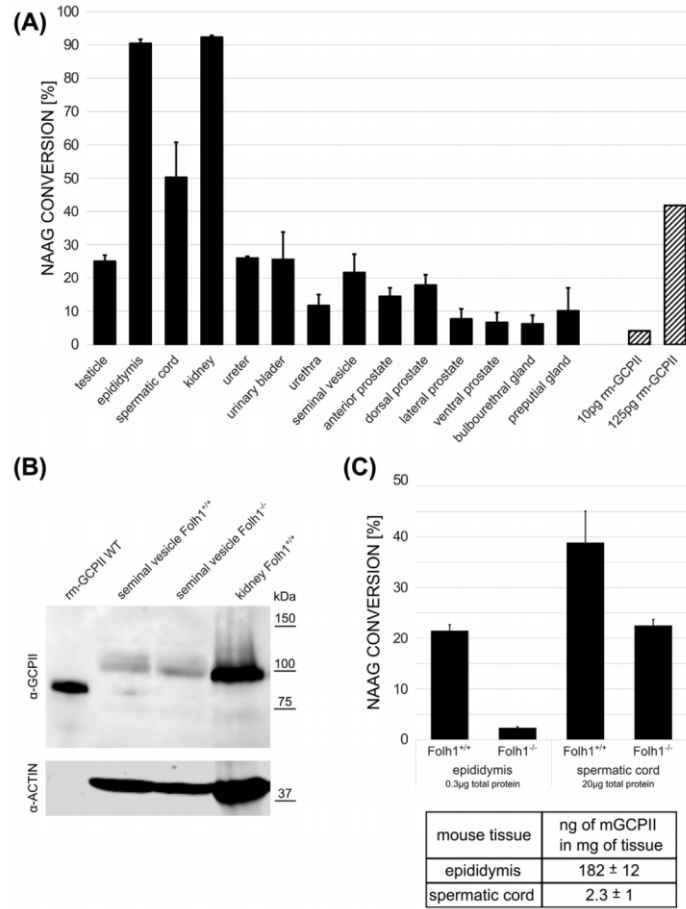 (A)
NAAG CONVERSION [%]
100
90
80
70
60
50
40
30
20
10
0
testicle
epididymis
spermatic cord
kidney
ureter
urinary blader
urethra
seminal vesicle
anterior prostate
dorsal prostate
lateral prostate
ventral prostate
bulbourethral gland
preputial gland
10pg rm-GCPII
125pg rm-GCPII
(B)
rm-GCPII WT
seminal vesicle Folh1+/+
seminal vesicle Folh1-/-
kidney Folh1+/+
kDa
150
100
75
α-GCPII
37
α-ACTIN
(C)
NAAG CONVERSION [%]
50
40
30
20
10
0
Folh1+/+ Folh1-/- Folh1+/+ Folh1-/-
epididymis spermatic cord
0.3µg total protein 20µg total protein
mouse tissue ng of mGCPII
in mg of tissue
epididymis 182 ± 12
spermatic cord 2.3 ± 1